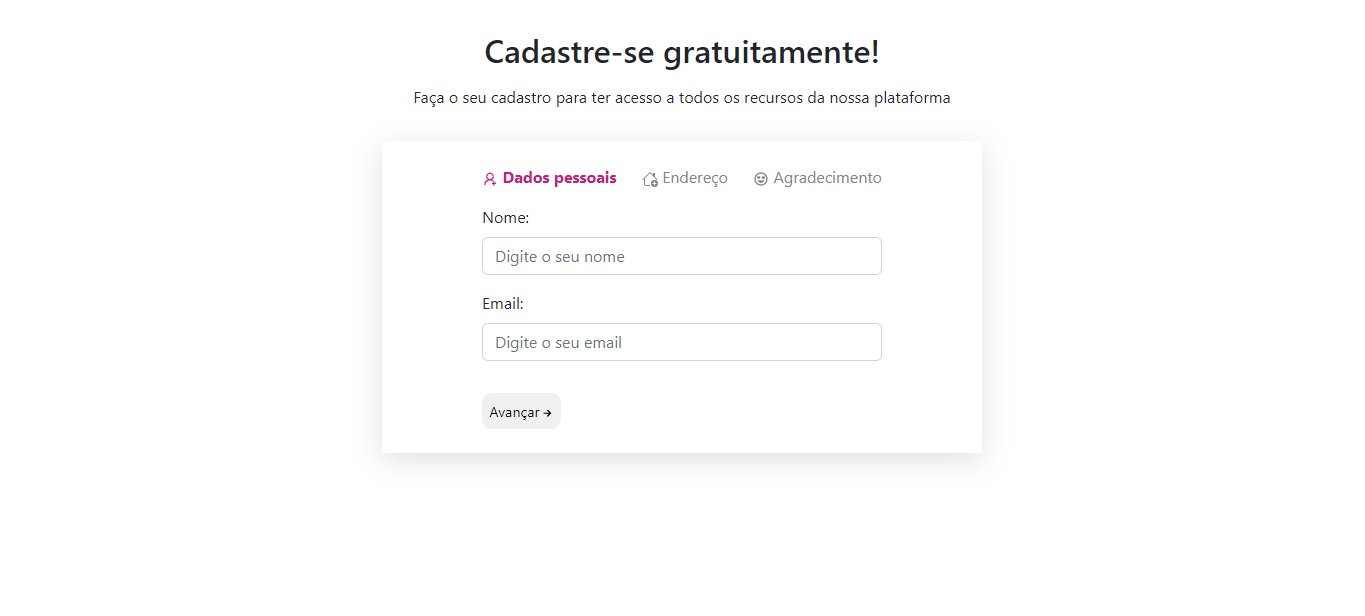 Cadastre-se gratuitamente!
Faça o seu cadastro para ter acesso a todos os recursos da nossa plataforma
Dados pessoais Endereço Agradecimento
Nome:
Digite o seu nome
Email:
Digite o seu email
Avançar →